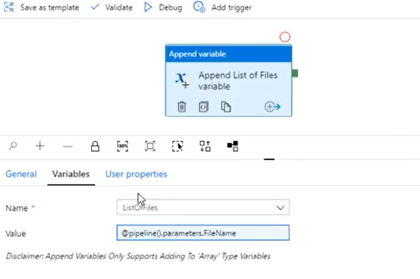 Save as template Validate Debug Add trigger
Append variable
Append List of Files
variable
General Variables User properties
Name * ListOfFiles
Value @pipeline().parameters.FileName
Disclaimer: Append Variables Only Supports Adding To 'Array' Type Variables